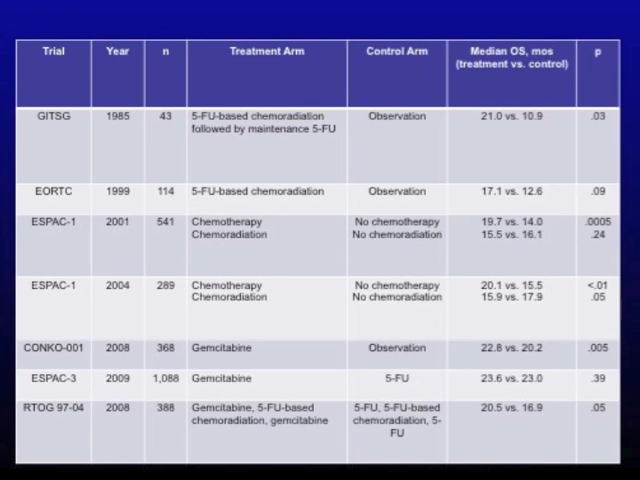 Trial Year n Treatment Arm Control Arm Median OS, mos
(treatment vs. control) p
GITSG 1985 43 5-FU-based chemoradiation Observation 21.0 vs. 10.9 .03
followed by maintenance 5-FU
EORTC 1999 114 5-FU-based chemoradiation Observation 17.1 vs. 12.6 .09
ESPAC-1 2001 541 Chemotherapy No chemotherapy 19.7 vs. 14.0 .0005
Chemoradiation No chemoradiation 15.5 vs. 16.1 .24
ESPAC-1 2004 289 Chemotherapy No chemotherapy 20.1 vs. 15.5 <.01
Chemoradiation No chemoradiation 15.9 vs. 17.9 .05
CONKO-001 2008 368 Gemcitabine Observation 22.8 vs. 20.2 .005
ESPAC-3 2009 1,088 Gemcitabine 5-FU 23.6 vs. 23.0 .39
RTOG 97-04 2008 388 Gemcitabine, 5-FU-based 5-FU, 5-FU-based 20.5 vs. 16.9 .05
chemoradiation, gemcitabine chemoradiation, 5-
FU